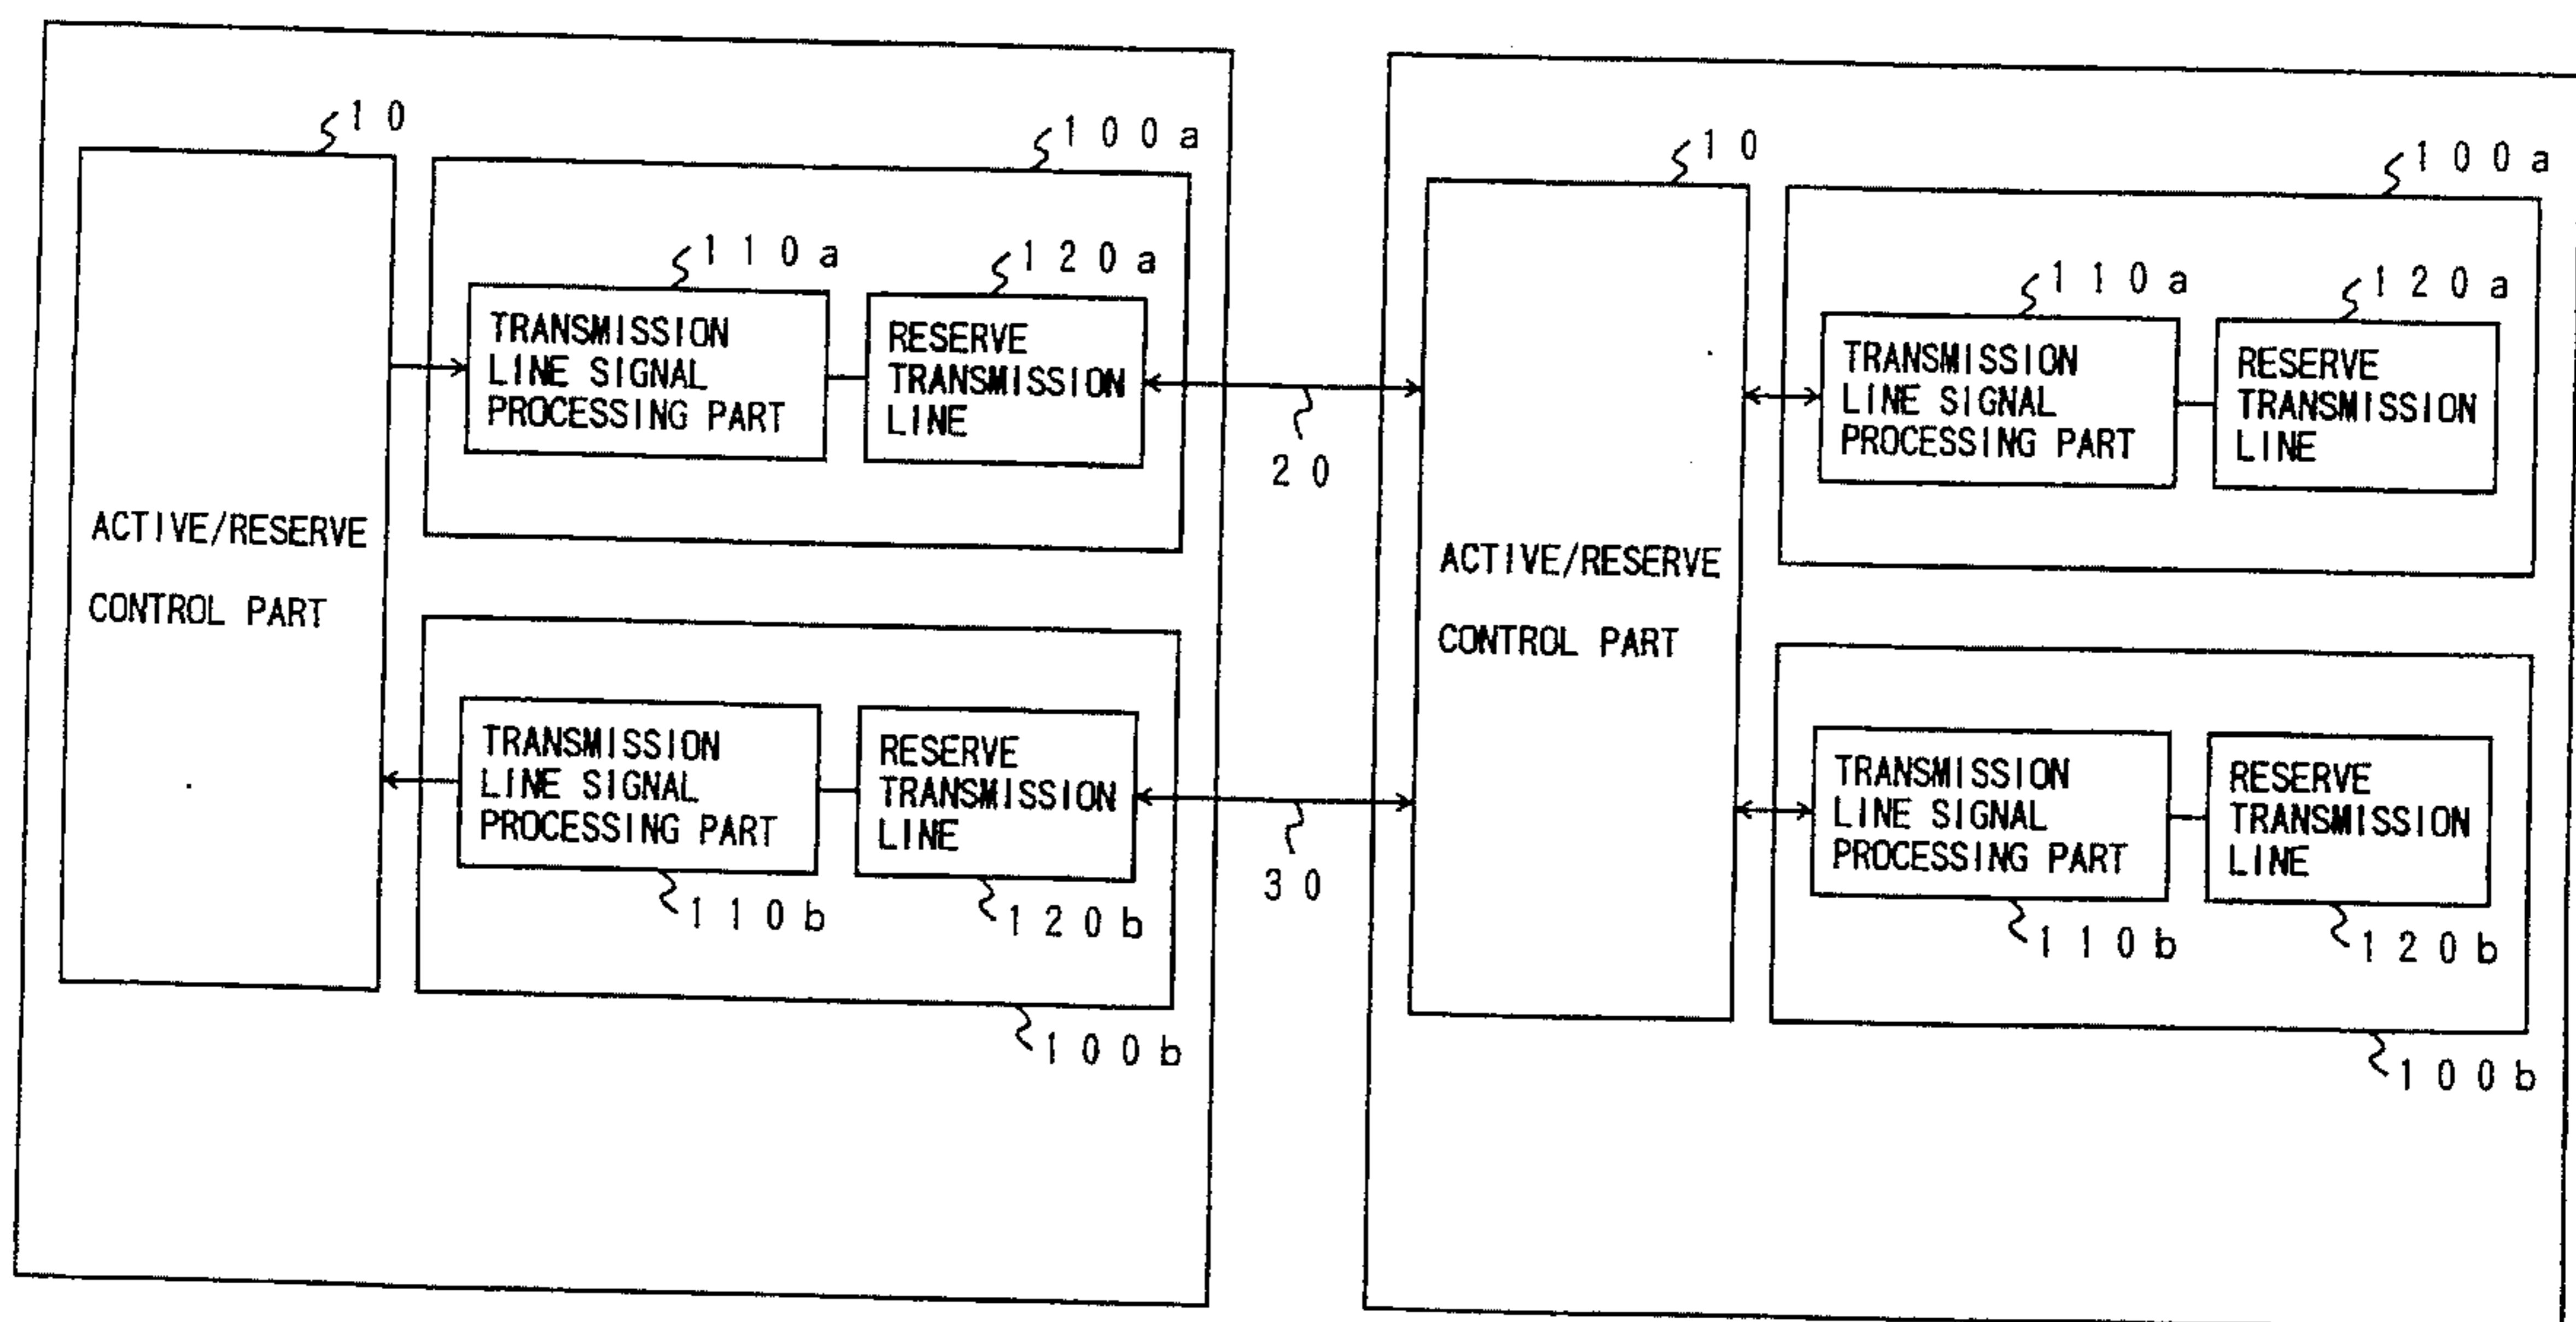 10
100a
110a
120a
TRANSMISSION
LINE SIGNAL
PROCESSING PART
RESERVE
TRANSMISSION
LINE
ACTIVE/RESERVE
CONTROL PART
TRANSMISSION
LINE SIGNAL
PROCESSING PART
RESERVE
TRANSMISSION
LINE
110b
120b
100b
20
30
10
100a
110a
120a
TRANSMISSION
LINE SIGNAL
PROCESSING PART
RESERVE
TRANSMISSION
LINE
ACTIVE/RESERVE
CONTROL PART
TRANSMISSION
LINE SIGNAL
PROCESSING PART
RESERVE
TRANSMISSION
LINE
110b
120b
100b